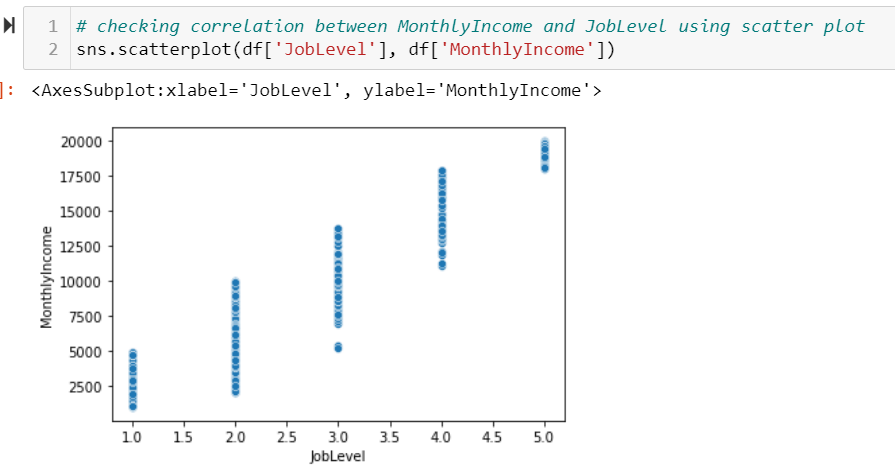 1 # checking correlation between MonthlyIncome and JobLevel using scatter plot
2 sns.scatterplot(df['JobLevel'], df['MonthlyIncome'])
]: <AxesSubplot:xlabel='JobLevel', ylabel='MonthlyIncome'>
20000
17500
15000
12500
10000
7500
5000
2500
MonthlyIncome
1.0 1.5 2.0 2.5 3.0 3.5 4.0 4.5 5.0
JobLevel